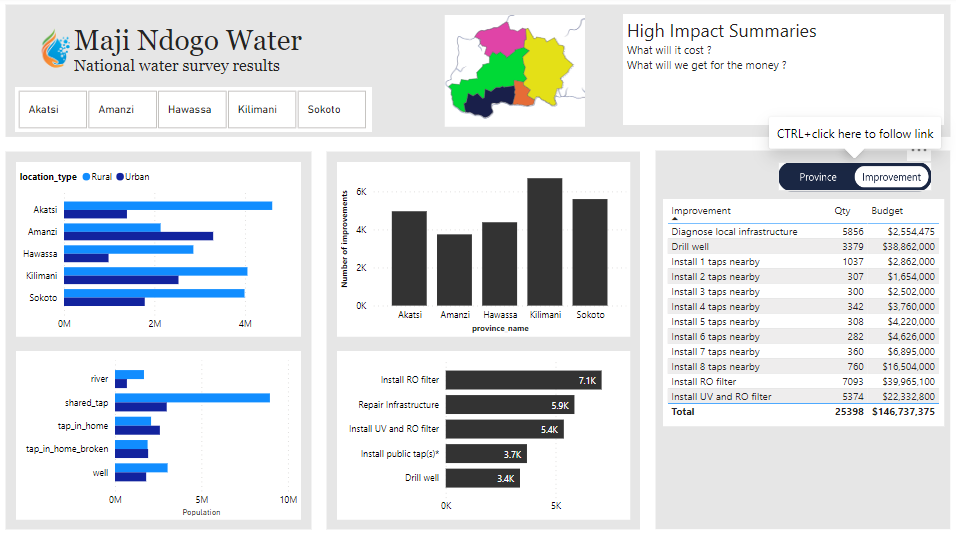 Maji Ndogo Water
National water survey results
Akatsi Amanzi Hawassa Kilimani Sokoto
High Impact Summaries
What will it cost ?
What will we get for the money ?
CTRL+click here to follow link
Province Improvement
location_type Rural Urban
Akatsi
Amanzi
Hawassa
Kilimani
Sokoto
0M 2M 4M
Number of improvements
6K
4K
2K
0K
Akatsi Amanzi Hawassa Kilimani Sokoto
province name
Improvement Qty Budget
Diagnose local infrastructure 5856 $2,554,475
Drill well 3379 $38,862,000
Install 1 taps nearby 1037 $2,862,000
Install 2 taps nearby 307 $1,654,000
Install 3 taps nearby 300 $2,502,000
Install 4 taps nearby 342 $3,760,000
Install 5 taps nearby 308 $4,220,000
Install 6 taps nearby 282 $4,626,000
Install 7 taps nearby 360 $6,895,000
Install 8 taps nearby 760 $16,504,000
Install RO filter 7093 $39,965,100
Install UV and RO filter 5374 $22,332,800
Total 25398 $146,737,375
river
shared_tap
tap_in_home
tap_in_home_broken
well
0M 5M 10M
Population
Install RO filter 7.1K
Repair infrastructure 5.9K
Install UV and RO filter 5.4K
Install public tap(s)* 3.7K
Drill well 3.4K
0K 5K